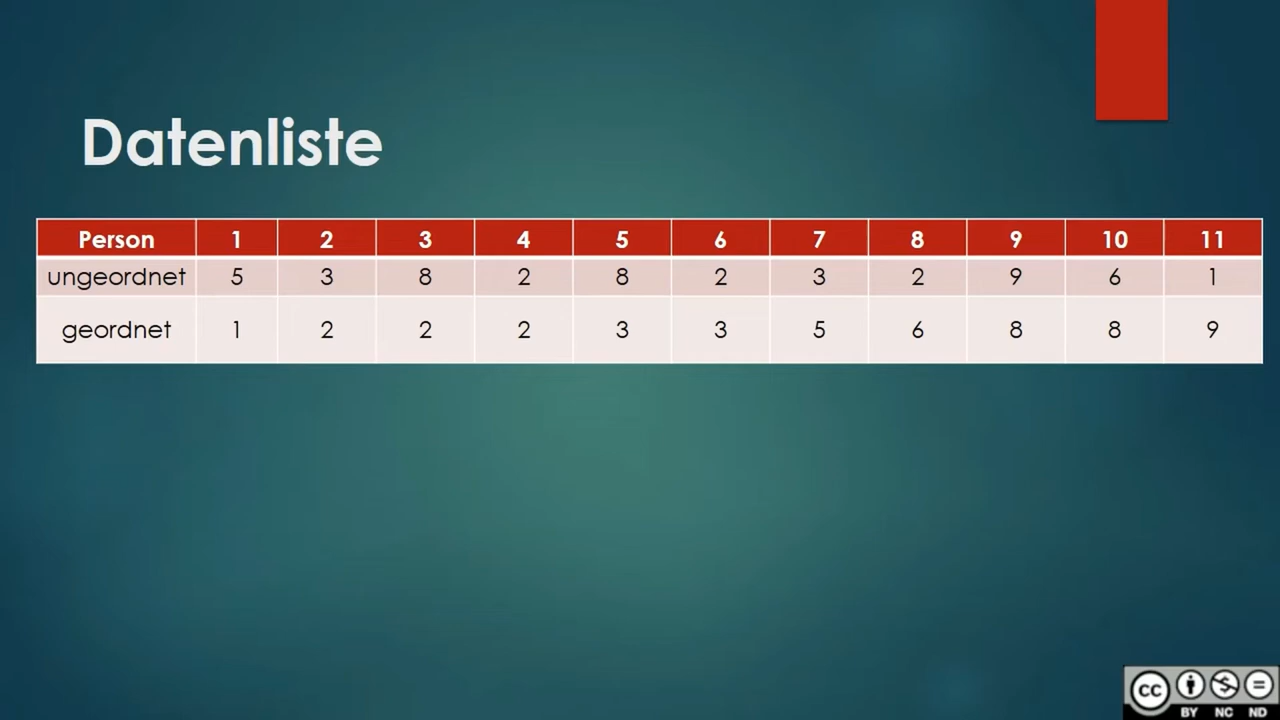 Datenliste
Person 1 2 3 4 5 6 7 8 9 10 11
ungeordnet 5 3 8 2 8 2 3 2 9 6 1
geordnet 1 2 2 2 3 3 5 6 8 8 9
cc
BY NC ND